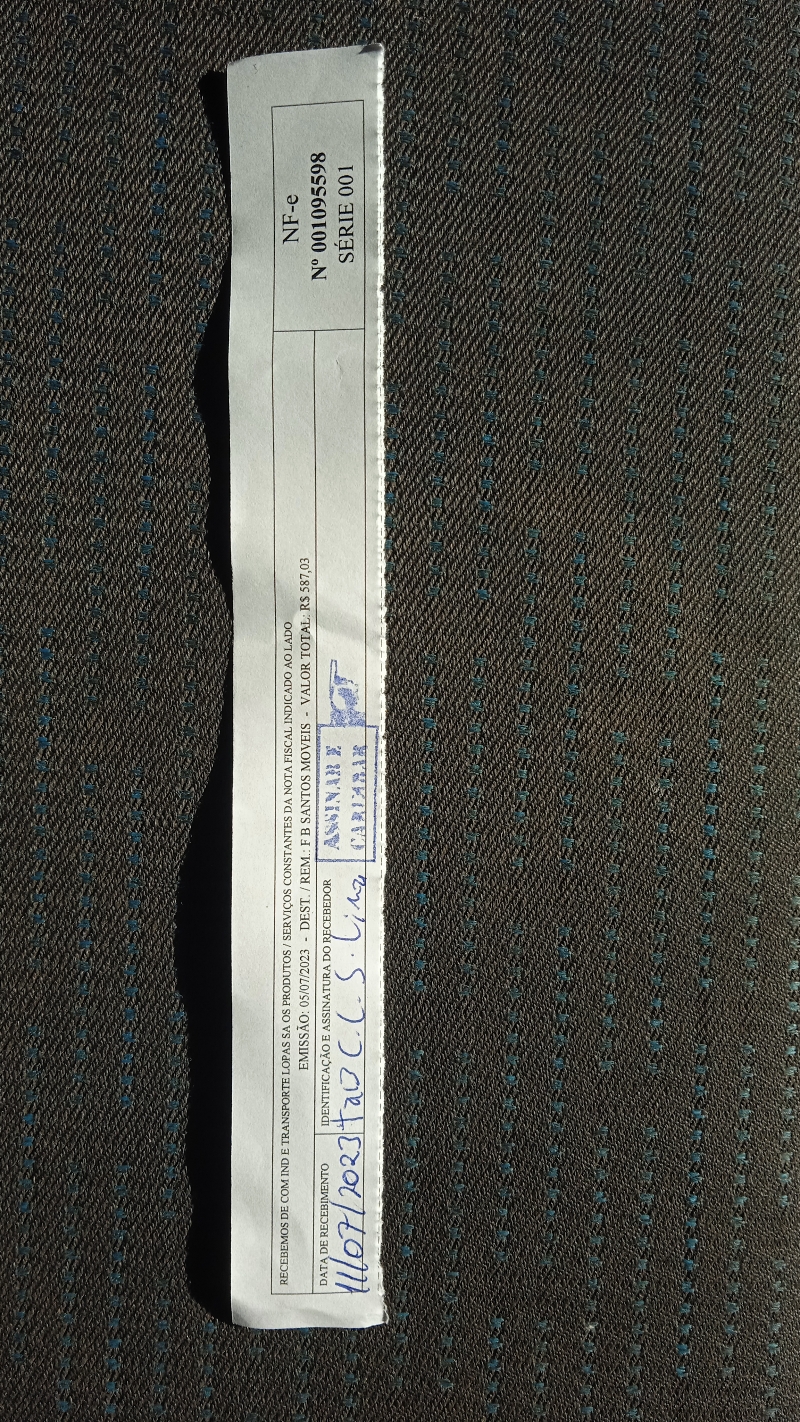 RECEBEMOS DE COM IND E TRANSPORTE LOPAS SA OS PRODUTOS / SERVIÇOS CONSTANTES DA NOTA FISCAL INDICADO AO LADO
EMISSÃO: 05/07/2023 - DEST. / REM.: F B SANTOS MOVEIS - VALOR TOTAL: R$ 587,03
DATA DE RECEBIMENTO
11/07/2023
IDENTIFICAÇÃO E ASSINATURA DO RECEBEDOR
C. S. Lima
ASSINAR E
CARIMBAR
NF-e
Nº 001095598
SÉRIE 001